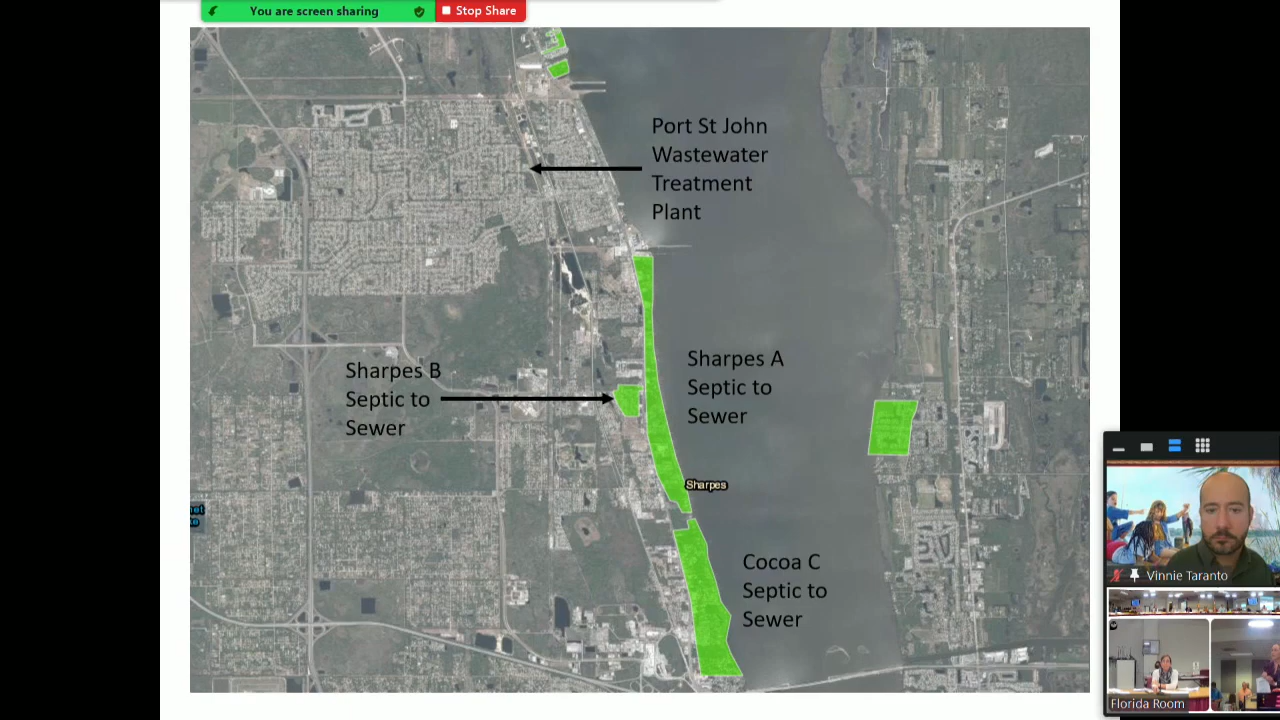 You are screen sharing
Stop Share
Port St John
Wastewater
Treatment
Plant
Sharpes B
Septic to
Sewer
Sharpes A
Septic to
Sewer
Sharpes
Cocoa C
Septic to
Sewer
Vinnie Taranto
Florida Room